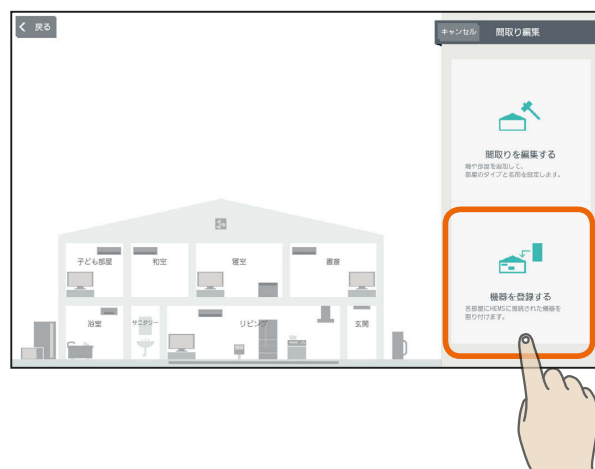 戻る
キャンセル
間取り編集
間取りを編集する
階や部屋を追加して、
部屋のタイプと名前を設定します。
子ども部屋
和室
寝室
書斎
機器を登録する
各部屋にHEMSに接続された機器を
割り付けます。
浴室
サニタリー
リビング
玄関